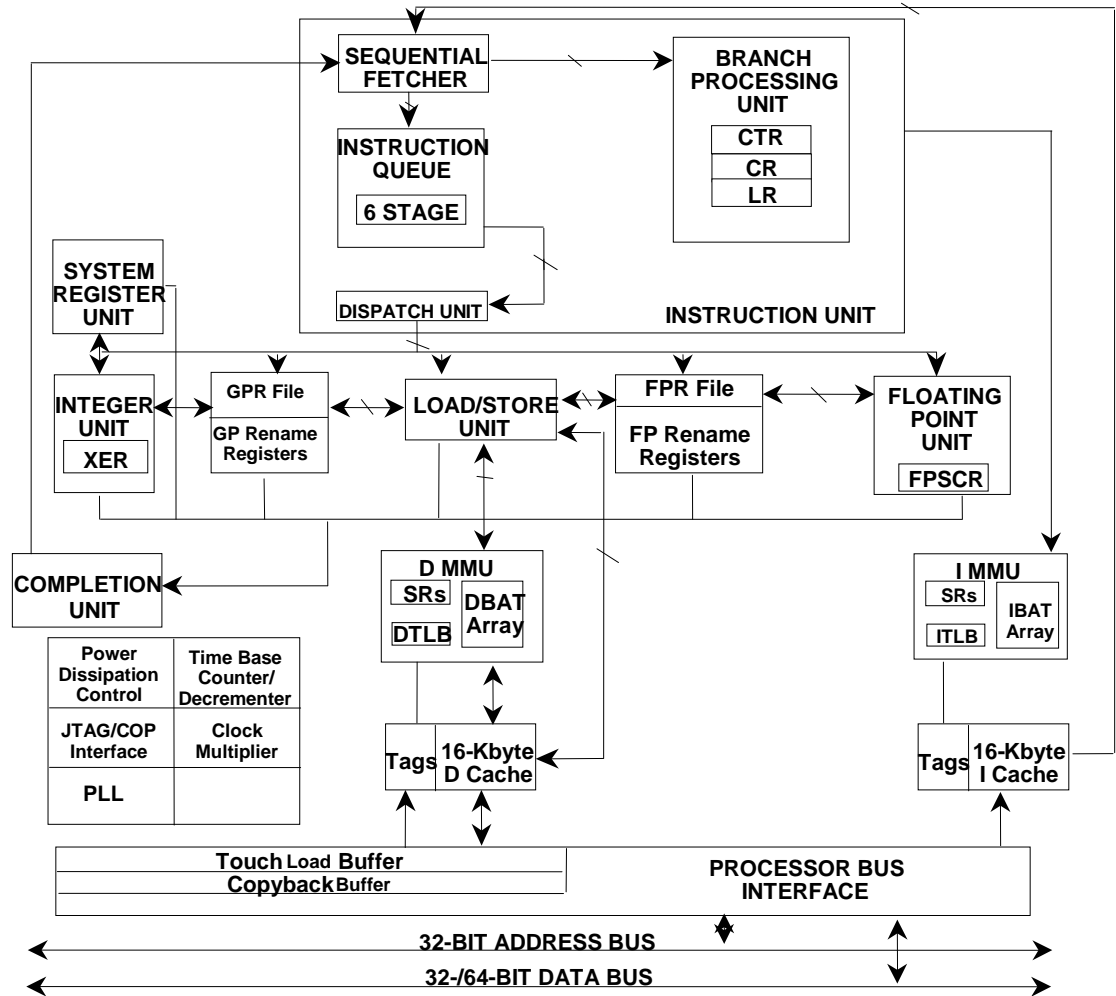 SEQUENTIAL
FETCHER
BRANCH
PROCESSING
UNIT
CTR
CR
LR
INSTRUCTION
QUEUE
6 STAGE
SYSTEM
REGISTER
UNIT
DISPATCH UNIT
INSTRUCTION UNIT
INTEGER
UNIT
XER
GPR File
GP Rename
Registers
LOAD/STORE
UNIT
FPR File
FP Rename
Registers
FLOATING
POINT
UNIT
FPSCR
COMPLETION
UNIT
D MMU
SRs
DTLB
DBAT
Array
I MMU
SRs
ITLB
IBAT
Array
Power
Dissipation
Control
Time Base
Counter/
Decrementer
JTAG/COP
Interface
Clock
Multiplier
PLL
Tags
16-Kbyte
D Cache
Tags
16-Kbyte
I Cache
Touch Load Buffer
Copyback Buffer
PROCESSOR BUS
INTERFACE
32-BIT ADDRESS BUS
32-/64-BIT DATA BUS